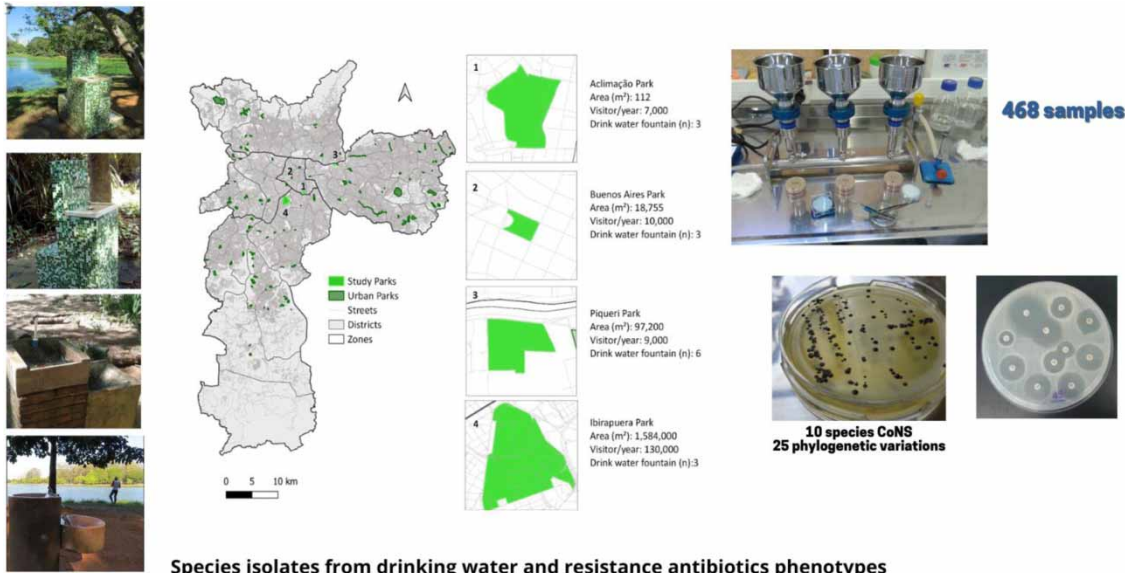 1
Aclimação Park
Area (m²): 112
Visitor/year: 7,000
Drink water fountain (n): 3
2
Buenos Aires Park
Area (m²): 18,755
Visitor/year: 10,000
Drink water fountain (n): 3
3
Piqueri Park
Area (m²): 97,200
Visitor/year: 9,000
Drink water fountain (n): 6
4
Ibirapuera Park
Area (m²): 1,584,000
Visitor/year: 130,000
Drink water fountain (n):3
3
2
1
4
Study Parks
Urban Parks
Streets
Districts
Zones
0 5 10 km
468 samples
10 species CoNS
25 phylogenetic variations
Species isolates from drinking water and resistance antibiotics phenotypes